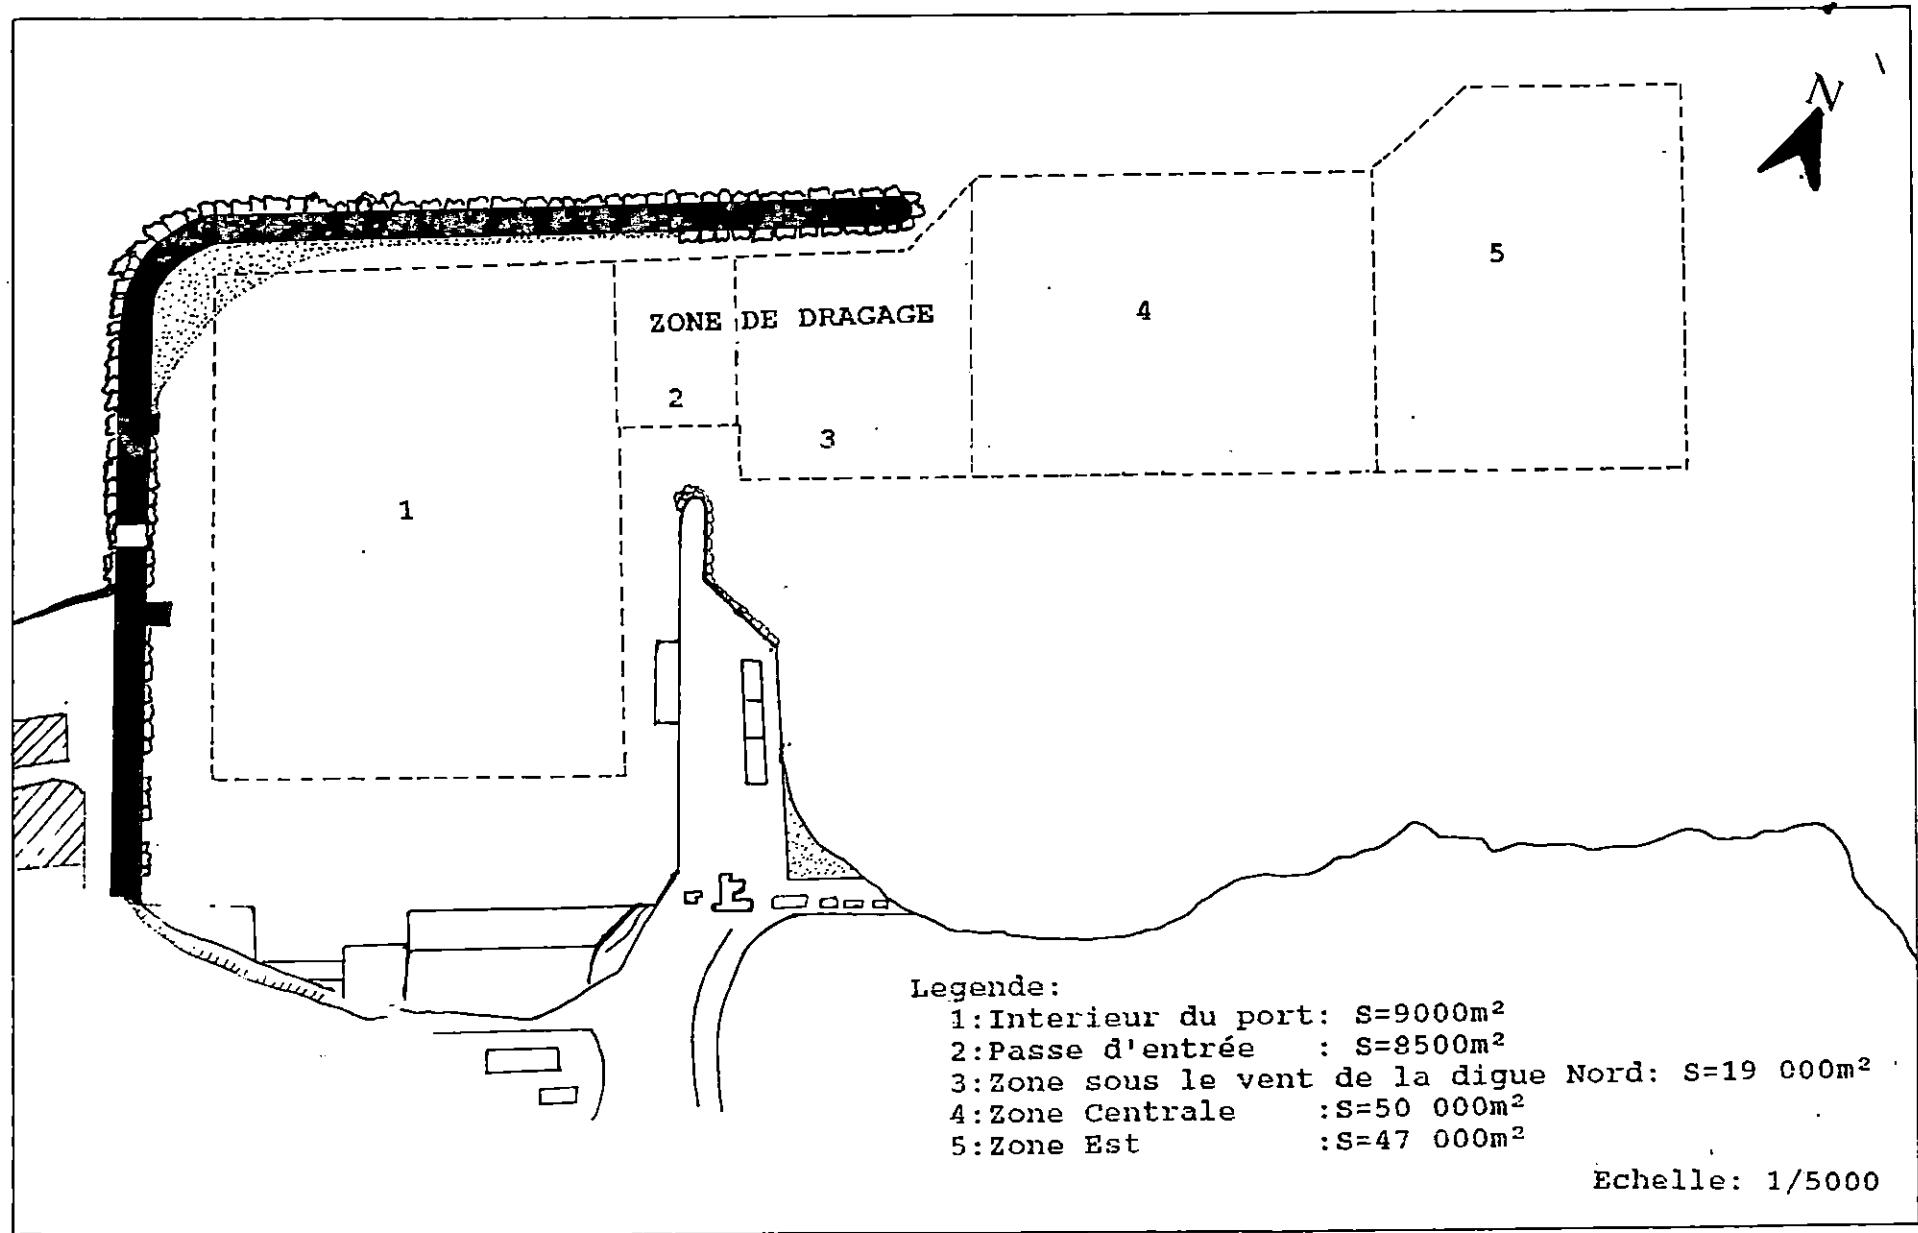 N
5
4
ZONE DE DRAGAGE
2
3
1
Legende:
1:Interieur du port: S=9000m²
2:Passe d'entrée : S=8500m²
3:Zone sous le vent de la digue Nord: S=19 000m²
4:Zone Centrale :S=50 000m²
5:Zone Est :S=47 000m²
Echelle: 1/5000